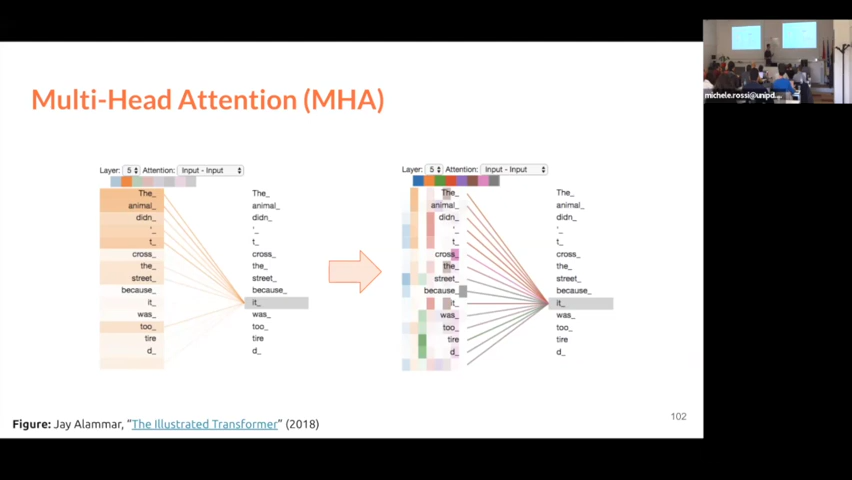 Multi-Head Attention (MHA)
Layer: 5 Attention: Input - Input
The_ The_
animal_ animal_
didn_ didn_
'_ '_
t_ t_
cross_ cross_
the_ the_
street_ street_
because_ because_
it_ it_
was_ was_
too_ too_
tire tire
d_ d_
Layer: 5 Attention: Input - Input
The_ The_
animal_ animal_
didn_ didn_
'_ '_
t_ t_
cross_ cross_
the_ the_
street_ street_
because_ because_
it_ it_
was_ was_
too_ too_
tire tire
d_ d_
Figure: Jay Alammar, “The Illustrated Transformer” (2018)
102
michele.rossi@unipd....